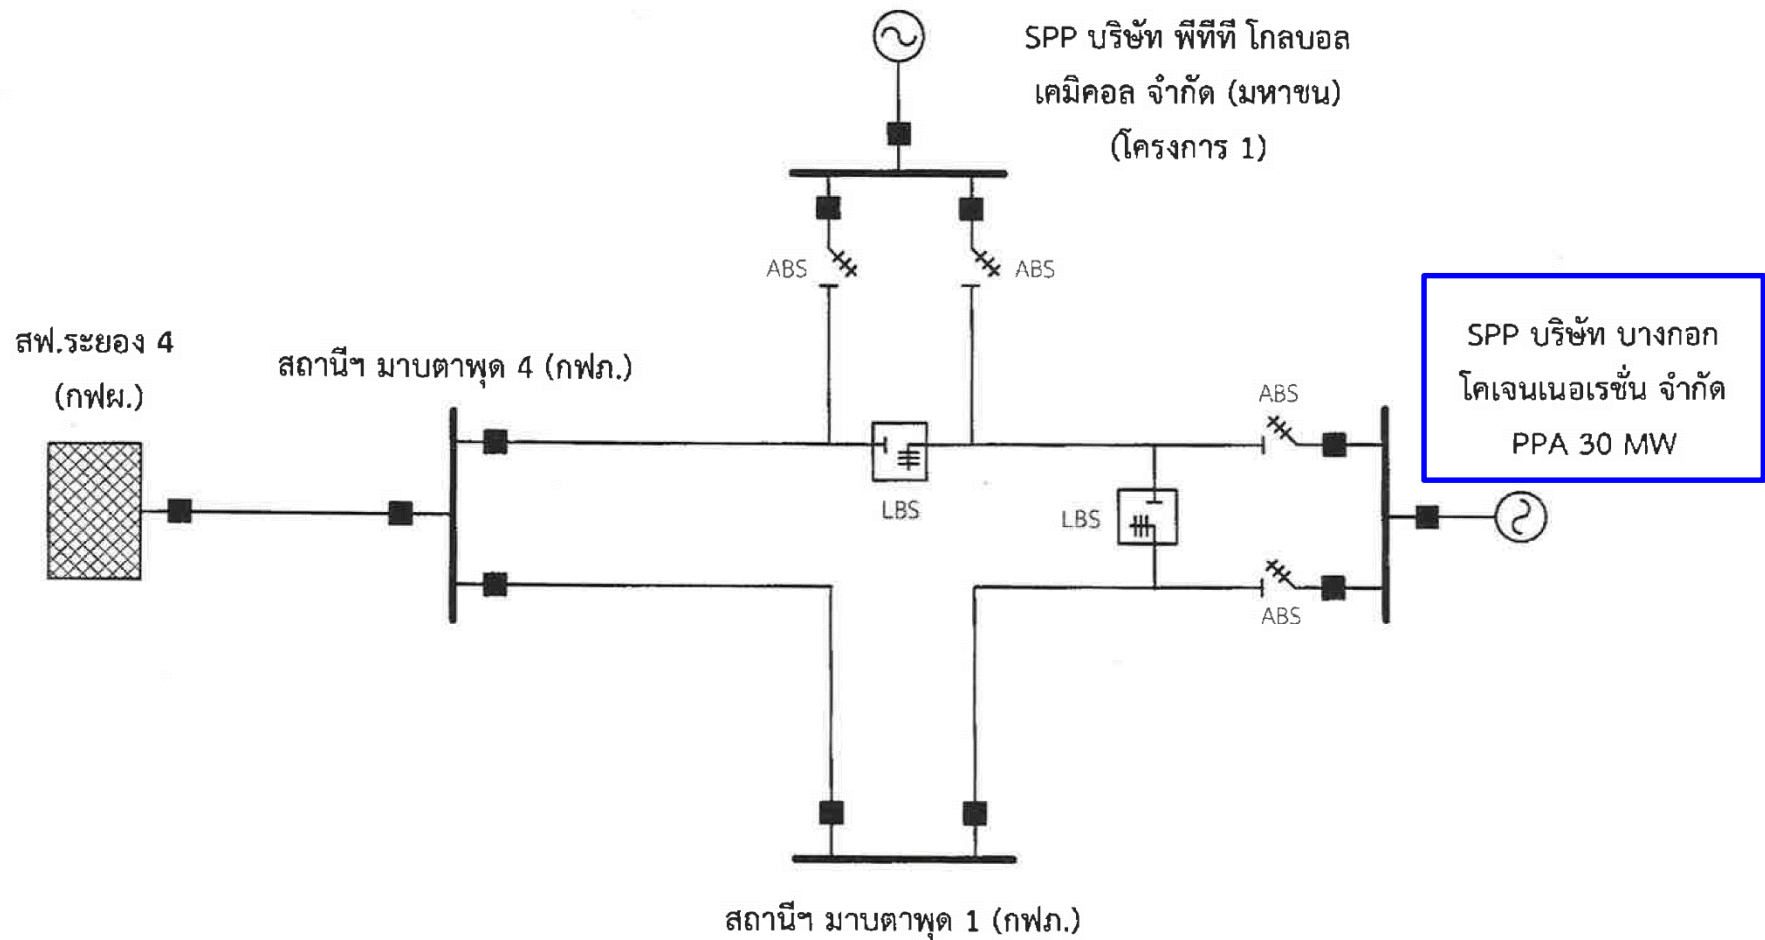 SPP บริษัท พีทีที โกลบอล
เคมิคอล จำกัด (มหาชน)
(โครงการ 1)
ABS
ABS
สฟ.ระยอง 4
(กฟผ.)
สถานีฯ มาบตาพุด 4 (กฟภ.)
SPP บริษัท บางกอก
โคเจนเนอเรชั่น จำกัด
PPA 30 MW
ABS
LBS
LBS
ABS
สถานีฯ มาบตาพุด 1 (กฟภ.)